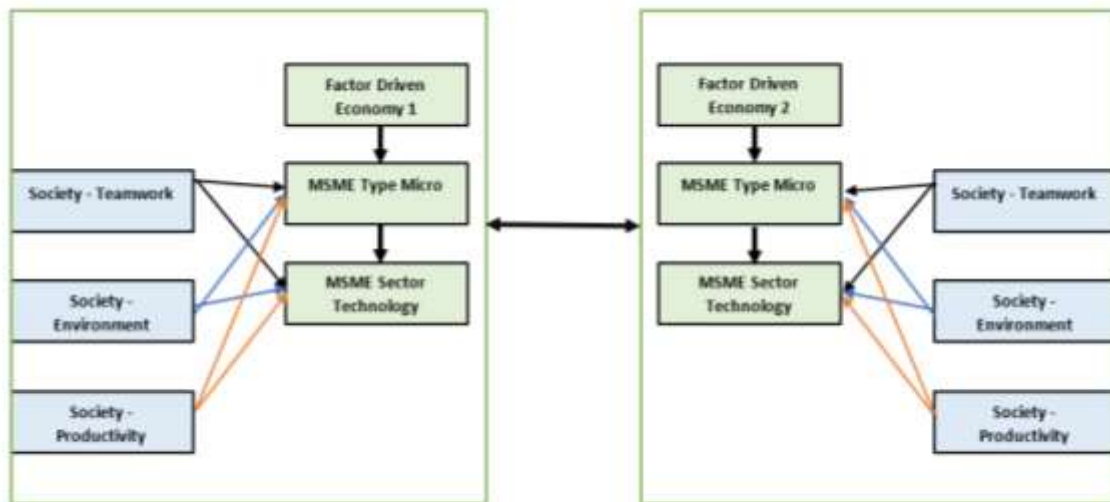 Factor Driven
Economy 1
MSME Type Micro
MSME Sector
Technology
Society - Teamwork
Society -
Environment
Society -
Productivity
Factor Driven
Economy 2
MSME Type Micro
MSME Sector
Technology
Society - Teamwork
Society -
Environment
Society -
Productivity